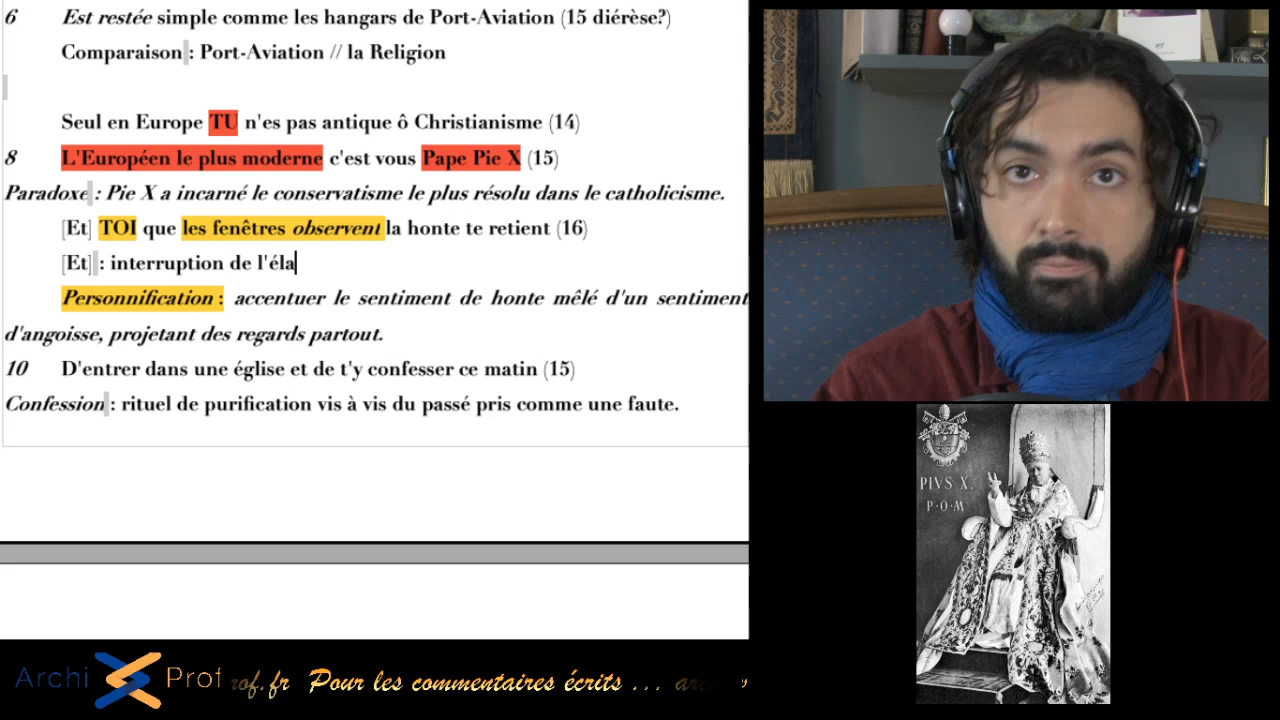 6 Est restée simple comme les hangars de Port-Aviation (15 diérèse?)
Comparaison : Port-Aviation // la Religion
Seul en Europe TU n'es pas antique ô Christianisme (14)
8 L'Européen le plus moderne c'est vous Pape Pie X (15)
Paradoxe : Pie X a incarné le conservatisme le plus résolu dans le catholicisme.
[Et] TOI que les fenêtres observent la honte te retient (16)
[Et] : interruption de l'éla
Personnification : accentuer le sentiment de honte mêlé d'un sentiment
d'angoisse, projetant des regards partout.
10 D'entrer dans une église et de t'y confesser ce matin (15)
Confession : rituel de purification vis à vis du passé pris comme une faute.
PIVS X.
P·O·M
Archi Prof
rof.fr Pour les commentaires écrits ...